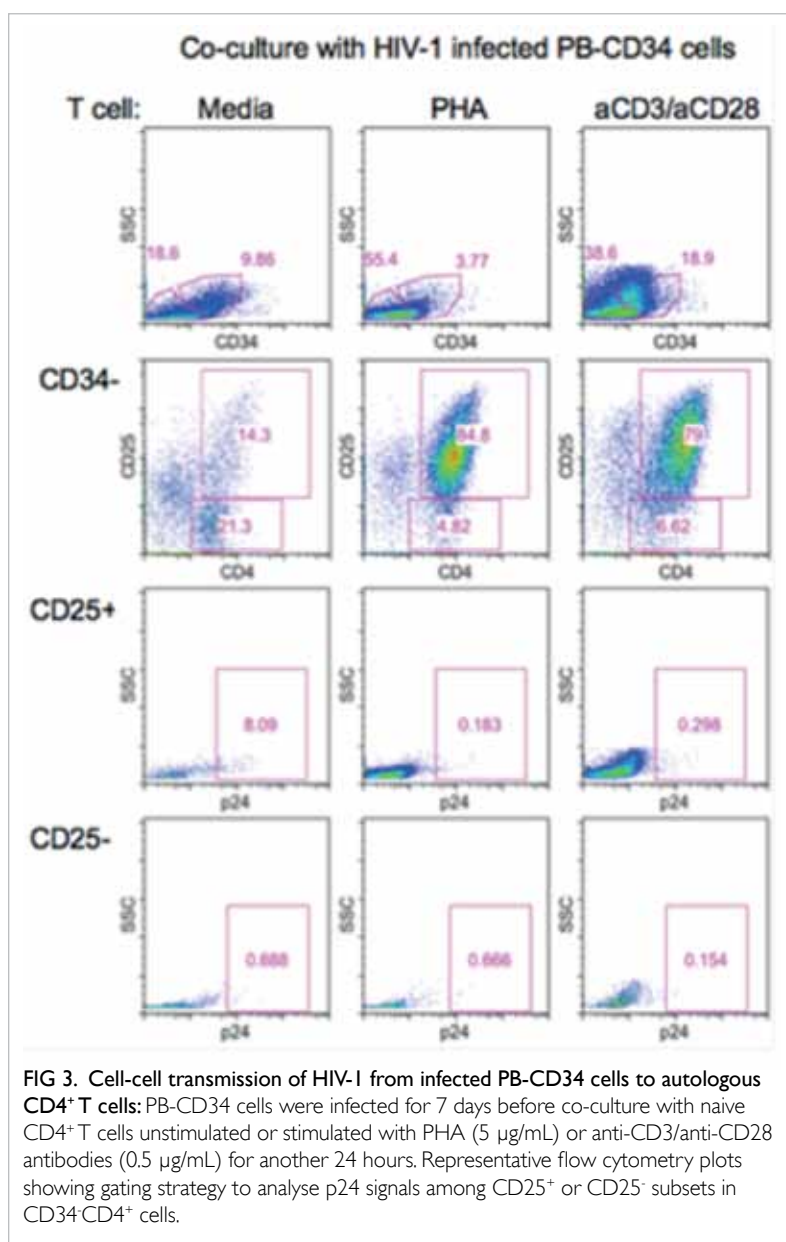 Co-culture with HIV-1 infected PB-CD34 cells
T cell: Media PHA aCD3/aCD28
SSC SSC SSC
18.6 9.86 55.4 3.77 38.6 18.9
CD34 CD34 CD34
CD34-
CD25 CD25 CD25
14.3 84.8 79
21.3 4.82 6.62
CD4 CD4 CD4
CD25+
SSC SSC SSC
8.09 0.183 0.298
p24 p24 p24
CD25-
SSC SSC SSC
0.688 0.666 0.154
p24 p24 p24
FIG 3. Cell-cell transmission of HIV-1 from infected PB-CD34 cells to autologous
CD4⁺ T cells: PB-CD34 cells were infected for 7 days before co-culture with naive
CD4⁺ T cells unstimulated or stimulated with PHA (5 µg/mL) or anti-CD3/anti-CD28
antibodies (0.5 µg/mL) for another 24 hours. Representative flow cytometry plots
showing gating strategy to analyse p24 signals among CD25⁺ or CD25⁻ subsets in
CD34⁻CD4⁺ cells.